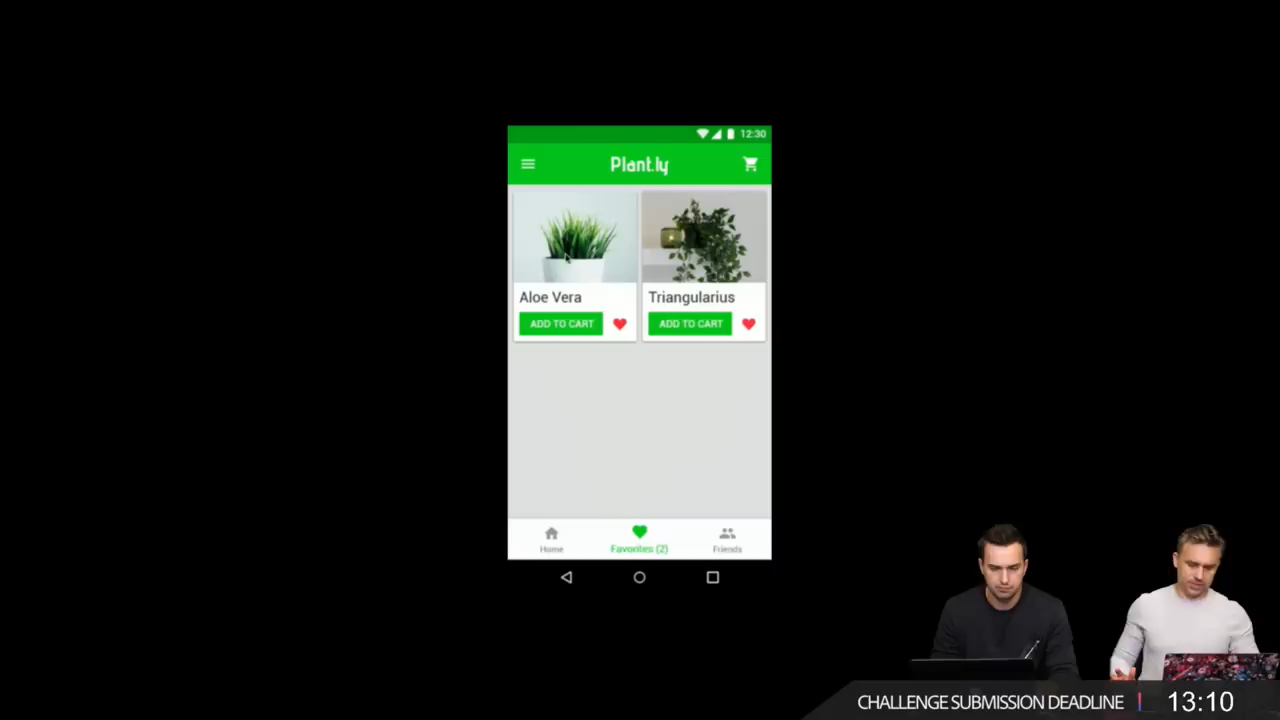 12:30
Plant.ly
Aloe Vera
Triangularius
ADD TO CART
ADD TO CART
Home
Favorites (2)
Friends
CHALLENGE SUBMISSION DEADLINE
13:10